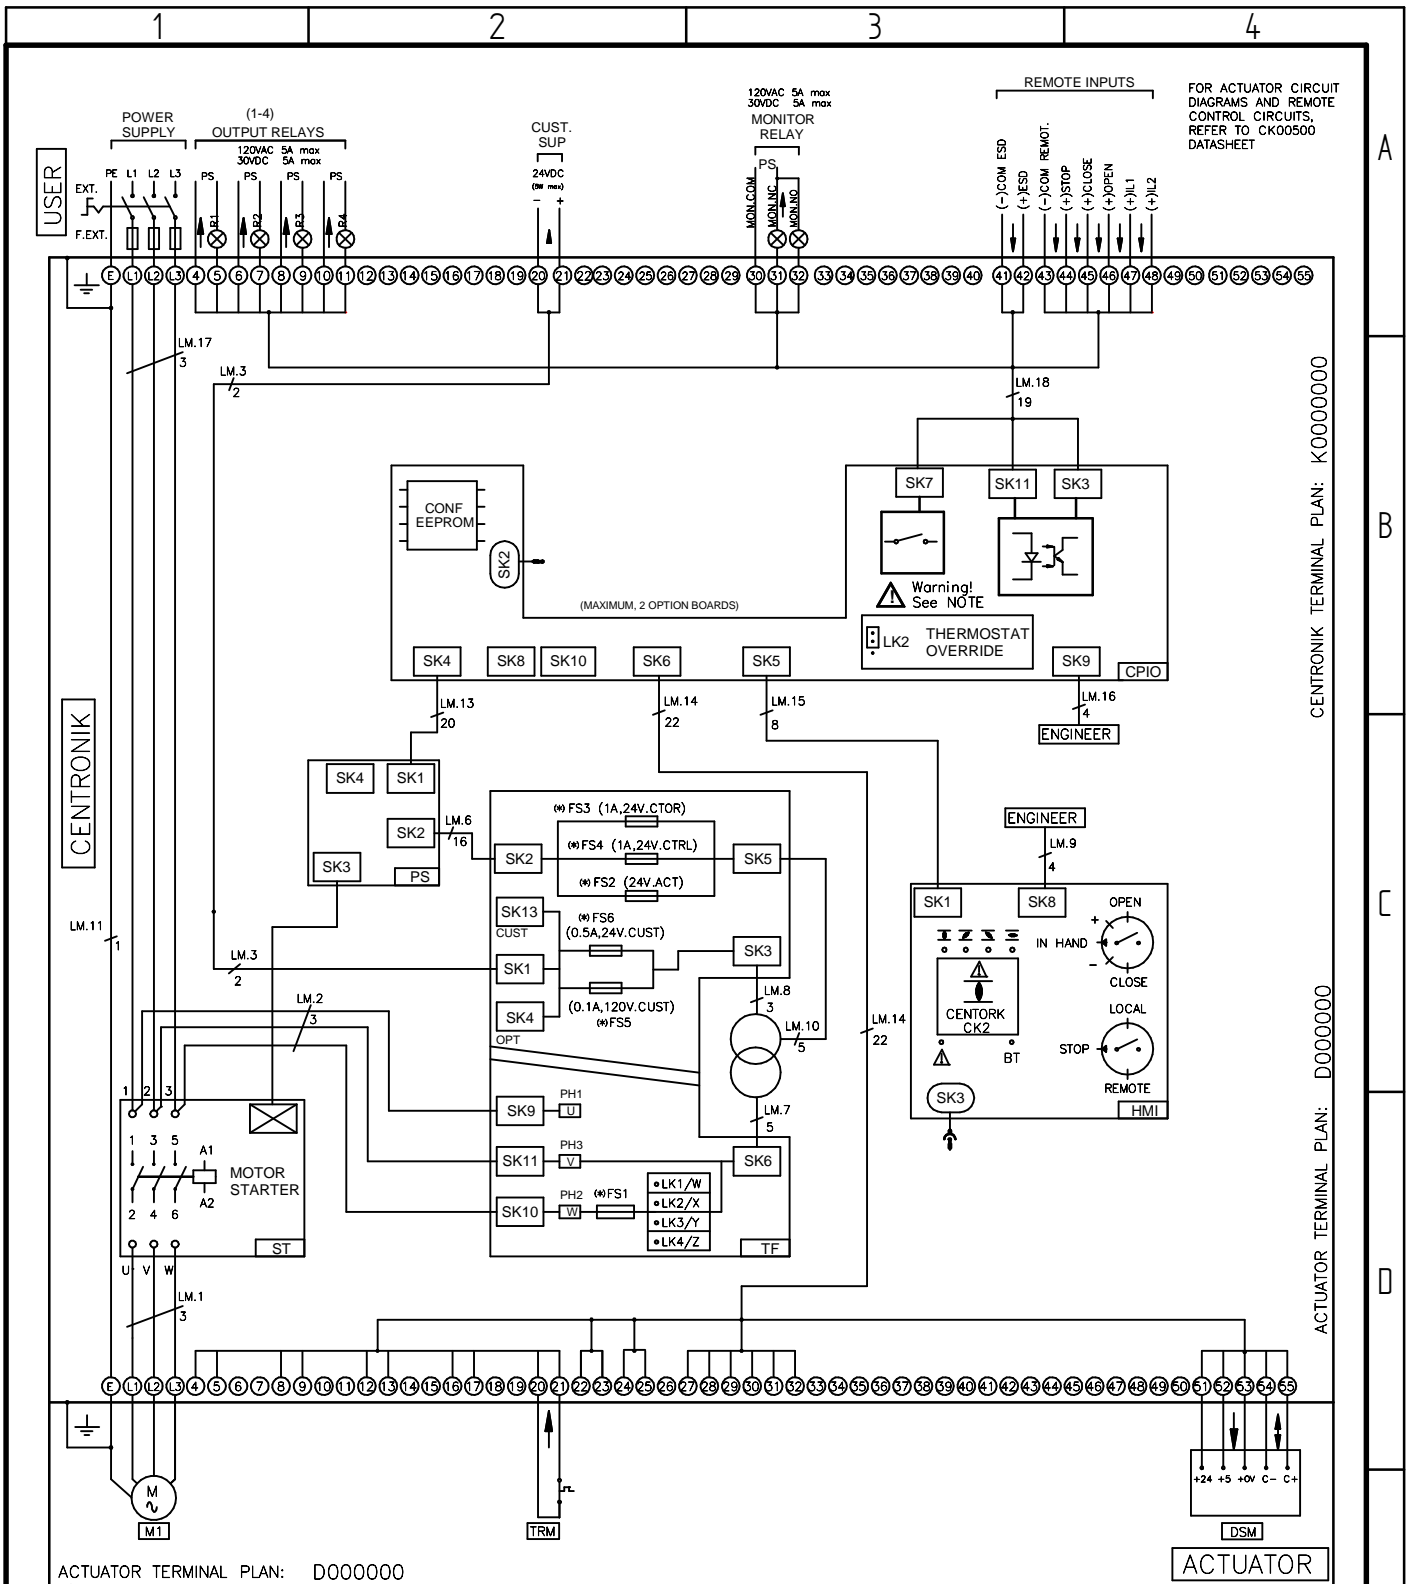 1 2 3 4
A
B
C
D
FOR ACTUATOR CIRCUIT
DIAGRAMS AND REMOTE
CONTROL CIRCUITS,
REFER TO CK00500
DATASHEET
USER
POWER
SUPPLY
PE L1 L2 L3
EXT.
F.EXT.
(1-4)
OUTPUT RELAYS
120VAC 5A max
30VDC 5A max
PS PS PS PS
R1 R2 R3 R4
CUST.
SUP
24VDC
(5W max)
- +
120VAC 5A max
30VDC 5A max
MONITOR
RELAY
PS
MON.COM
MON.NC
MON.NO
REMOTE INPUTS
(-)COM ESD
(+)ESD
(-)COM REMOT.
(+)STOP
(+)CLOSE
(+)OPEN
(+)IL1
(+)IL2
E L1 L2 L3 4 5 6 7 8 9 10 11 12 13 14 15 16 17 18 19 20 21 22 23 24 25 26 27 28 29 30 31 32 33 34 35 36 37 38 39 40 41 42 43 44 45 46 47 48 49 50 51 52 53 54 55
LM.17
3
LM.3
2
LM.18
19
CENTRONIK TERMINAL PLAN: K0000000
CONF
EEPROM
SK2
SK7
SK11
SK3
Warning!
See NOTE
(MAXIMUM, 2 OPTION BOARDS)
LK2
THERMOSTAT
OVERRIDE
SK4
SK8
SK10
SK6
SK5
SK9
CPIO
LM.13
20
LM.14
22
LM.15
8
LM.16
4
ENGINEER
CENTRONIK
SK4
SK1
SK2
SK3
PS
LM.6
16
(*)FS3 (1A,24V.CTOR)
(*)FS4 (1A,24V.CTRL)
(*)FS2 (24V.ACT)
SK2
SK5
SK13
CUST
(*)FS6
(0.5A,24V.CUST)
SK1
SK3
SK4
OPT
(0.1A,120V.CUST)
(*)FS5
LM.8
3
LM.10
5
LM.7
5
SK9
PH1
U
SK11
PH3
V
SK6
SK10
PH2
W
(*)FS1
LK1/W
LK2/X
LK3/Y
LK4/Z
TF
LM.14
22
ENGINEER
LM.9
4
SK1
SK8
OPEN
+
IN HAND
-
CLOSE
CENTORK
CK2
BT
LOCAL
STOP
REMOTE
SK3
HMI
ACTUATOR TERMINAL PLAN: D000000
LM.11
1
LM.3
2
LM.2
3
1 2 3
1 3 5
A1
A2
2 4 6
MOTOR
STARTER
ST
U V W
LM.1
3
E L1 L2 L3 4 5 6 7 8 9 10 11 12 13 14 15 16 17 18 19 20 21 22 23 24 25 26 27 28 29 30 31 32 33 34 35 36 37 38 39 40 41 42 43 44 45 46 47 48 49 50 51 52 53 54 55
M
M1
TRM
+24 +5 +0V C- C+
DSM
ACTUATOR TERMINAL PLAN: D000000
ACTUATOR